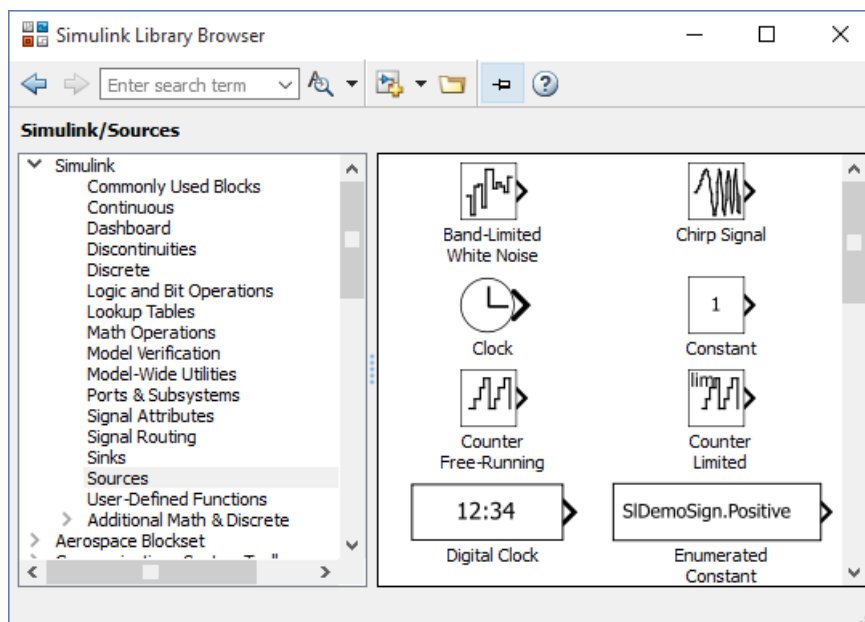 Simulink Library Browser
Enter search term
Simulink/Sources
Simulink
Commonly Used Blocks
Continuous
Dashboard
Discontinuities
Discrete
Logic and Bit Operations
Lookup Tables
Math Operations
Model Verification
Model-Wide Utilities
Ports & Subsystems
Signal Attributes
Signal Routing
Sinks
Sources
User-Defined Functions
Additional Math & Discrete
Aerospace Blockset
Band-Limited
White Noise
Chirp Signal
Clock
1
Constant
Counter
Free-Running
lim
Counter
Limited
12:34
Digital Clock
SlDemoSign.Positive
Enumerated
Constant